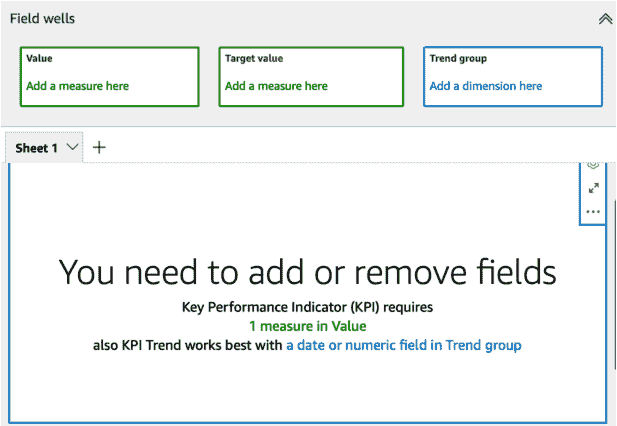 Field wells
Value
Add a measure here
Target value
Add a measure here
Trend group
Add a dimension here
Sheet 1
You need to add or remove fields
Key Performance Indicator (KPI) requires
1 measure in Value
also KPI Trend works best with a date or numeric field in Trend group